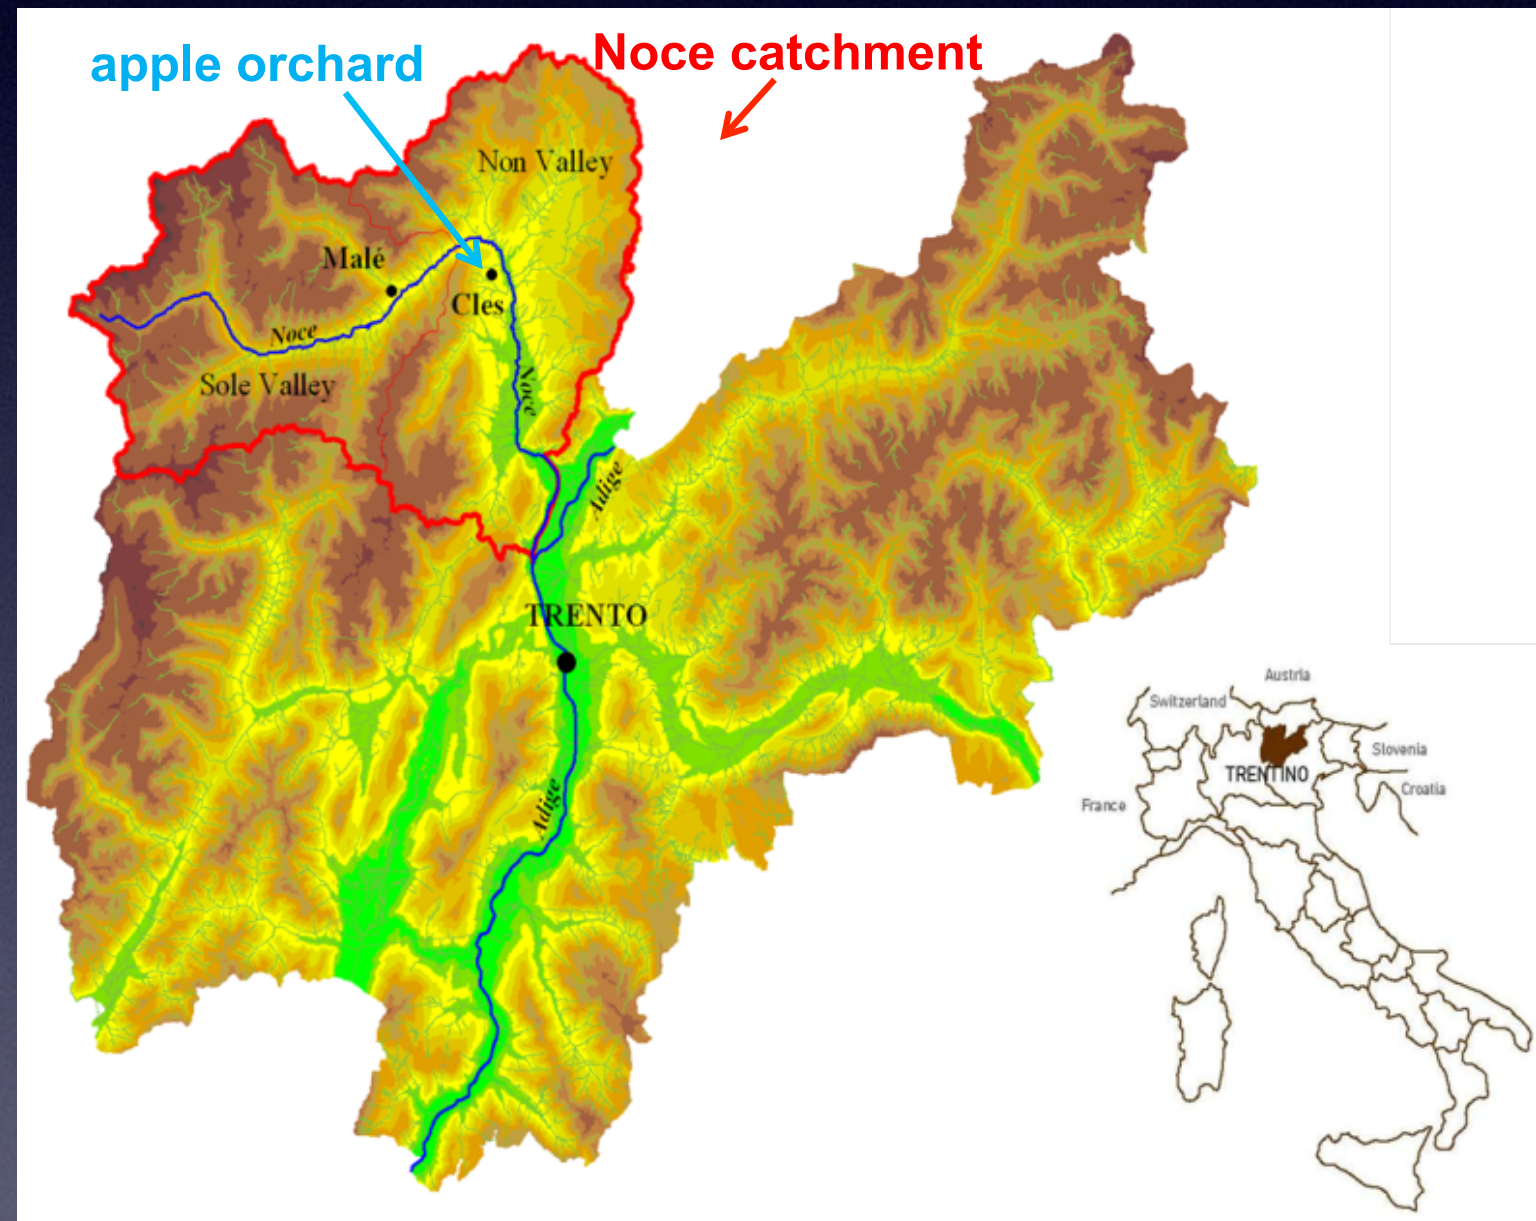 apple orchard
Noce catchment
Non Valley
Malé
Cles
Noce
Sole Valley
Noce
Adige
TRENTO
Adige
Austria
Switzerland
Slovenia
TRENTINO
Croatia
France